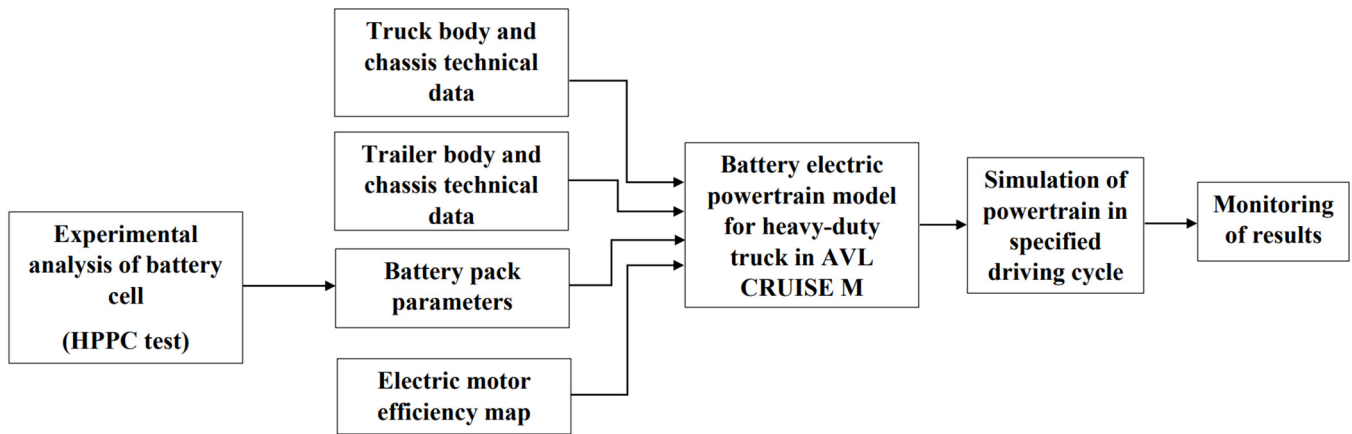 Experimental
analysis of battery
cell
(HPPC test)
Truck body and
chassis technical
data
Trailer body and
chassis technical
data
Battery pack
parameters
Electric motor
efficiency map
Battery electric
powertrain model
for heavy-duty
truck in AVL
CRUISE M
Simulation of
powertrain in
specified
driving cycle
Monitoring
of results